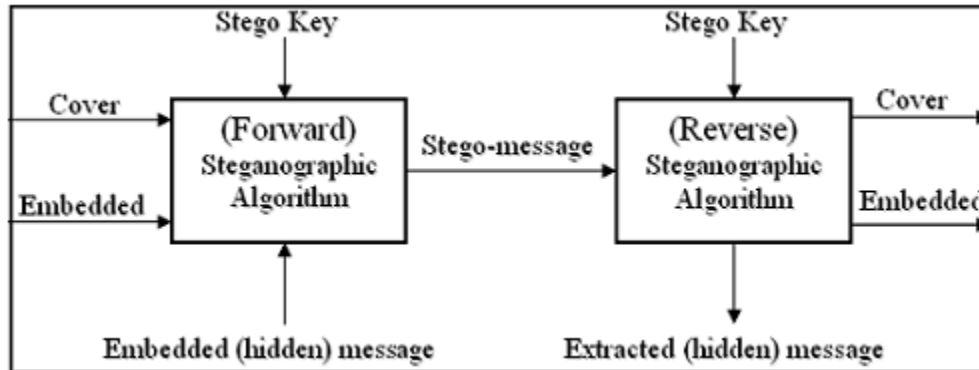 Stego Key
Stego Key
Cover
Cover
(Forward)
Steganographic
Algorithm
Stego-message
(Reverse)
Steganographic
Algorithm
Embedded
Embedded
Embedded (hidden) message
Extracted (hidden) message